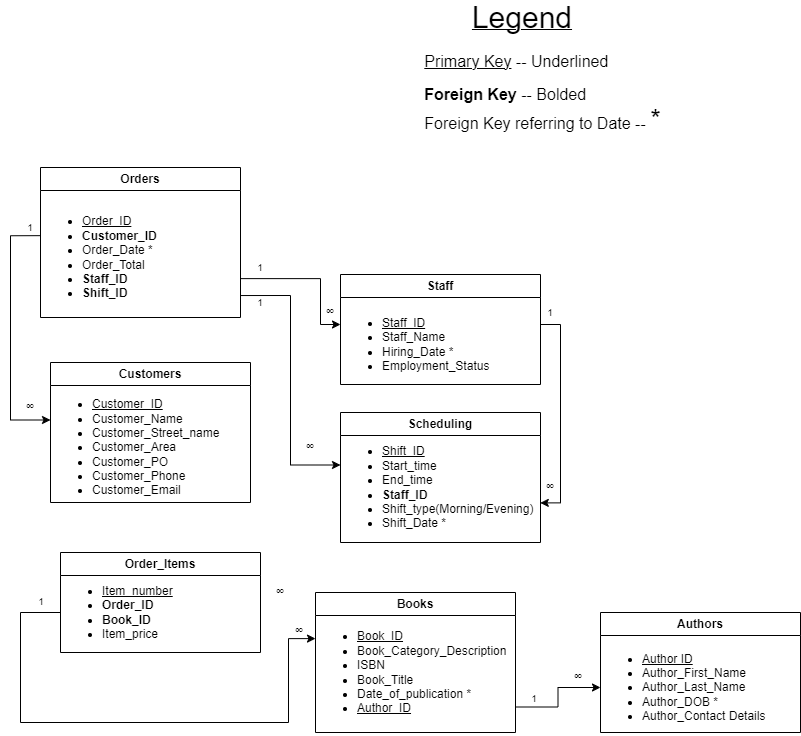 Legend
Primary Key -- Underlined
Foreign Key -- Bolded
Foreign Key referring to Date -- *
Orders
Order_ID
Customer_ID
Order_Date *
Order_Total
Staff_ID
Shift_ID
1
1
1
∞
∞
∞
Staff
Staff_ID
Staff_Name
Hiring_Date *
Employment_Status
1
∞
Customers
Customer_ID
Customer_Name
Customer_Street_name
Customer_Area
Customer_PO
Customer_Phone
Customer_Email
Scheduling
Shift_ID
Start_time
End_time
Staff_ID
Shift_type(Morning/Evening)
Shift_Date *
Order_Items
Item_number
Order_ID
Book_ID
Item_price
1
∞
∞
Books
Book_ID
Book_Category_Description
ISBN
Book_Title
Date_of_publication *
Author_ID
1
∞
Authors
Author ID
Author_First_Name
Author_Last_Name
Author_DOB *
Author_Contact Details